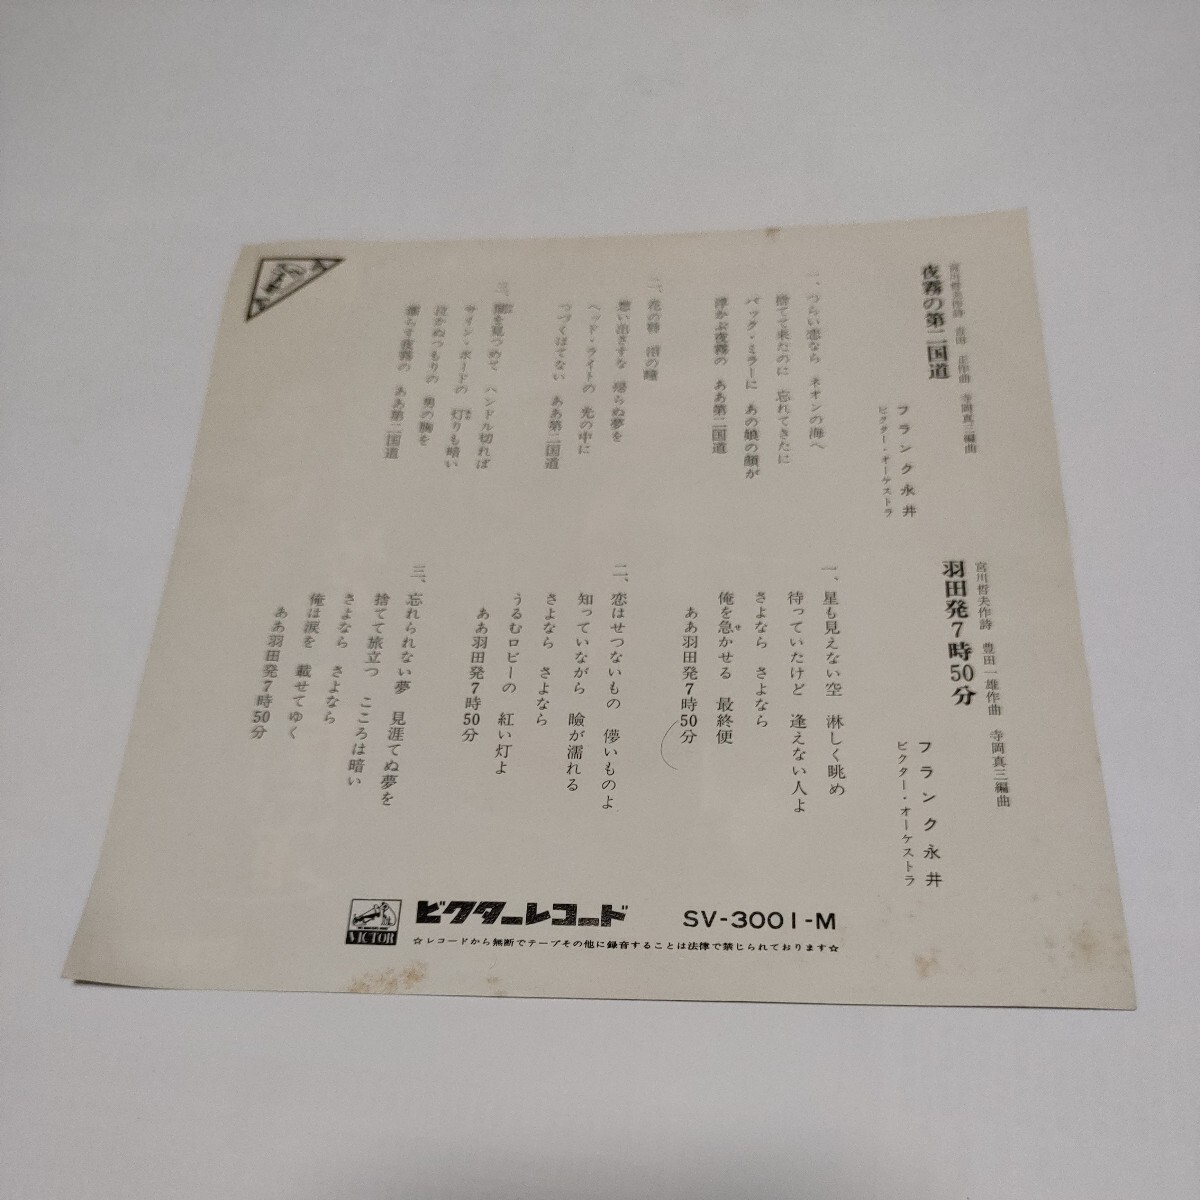 夜霧の第二国道
宮川哲夫作詩 吉田 正作曲 寺岡真三編曲
フランク永井
ビクター・オーケストラ
一、つらい恋なら ネオンの海へ
捨てて来たのに 忘れてきたに
バック・ミラーに あの娘の顔が
浮かぶ夜霧の ああ第二国道
二、花の唇 泪の瞳
想い出さすな 帰らぬ夢を
ヘッド・ライトの 光の中に
つづくはてない ああ第二国道
三、闇を見つめて ハンドル切れば
サイン・ボードの 灯りも暗い
泣かぬつもりの 男の胸を
濡らす夜霧の ああ第二国道
羽田発7時50分
宮川哲夫作詩 豊田一雄作曲 寺岡真三編曲
フランク永井
ビクター・オーケストラ
一、星も見えない空 淋しく眺め
待っていたけど 逢えない人よ
さよなら さよなら
俺を急かせる 最終便
ああ羽田発7時50分
二、恋はせつないもの 儚いものよ
知っていながら 瞼が濡れる
さよなら さよなら
うるむロビーの 紅い灯よ
ああ羽田発7時50分
三、忘れられない夢 見涯てぬ夢を
捨てて旅立つ こころは暗い
さよなら さよなら
俺は涙を 載せてゆく
ああ羽田発7時50分
VICTOR
ビクターレコード SV-3001-M
☆レコードから無断でテープその他に録音することは法律で禁じられております☆